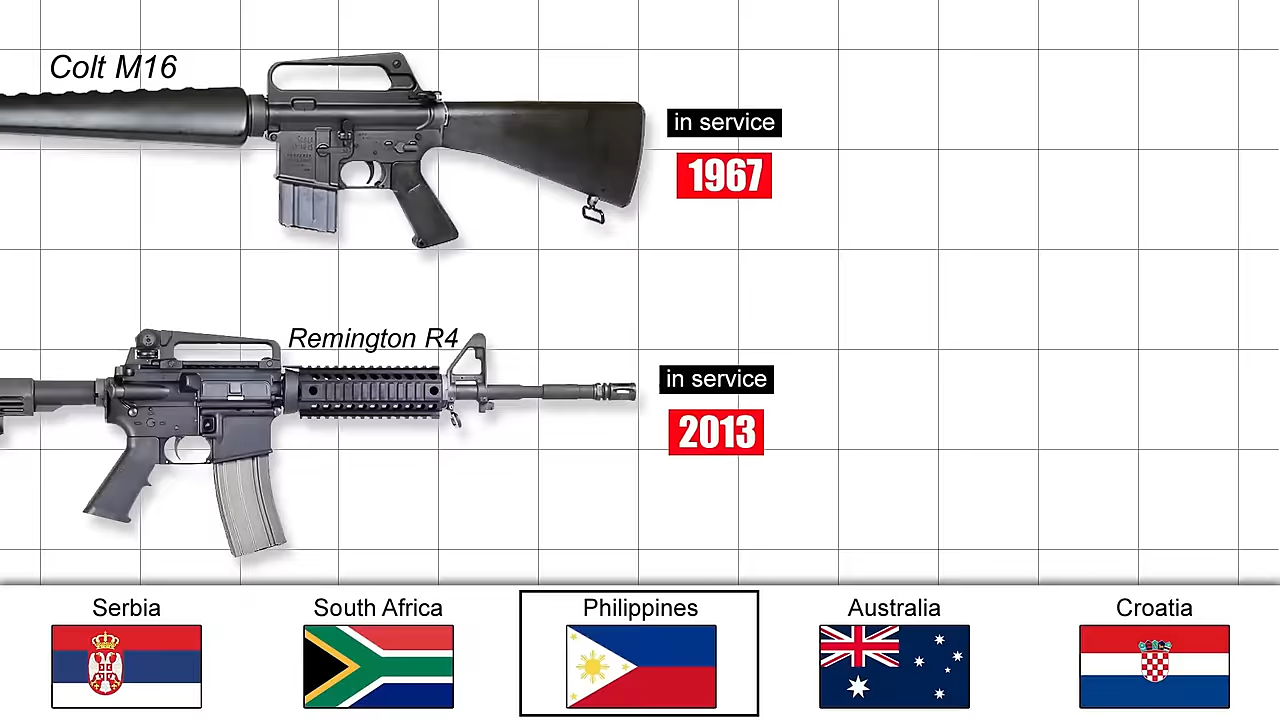 Colt M16
in service
1967
Remington R4
in service
2013
Serbia
South Africa
Philippines
Australia
Croatia